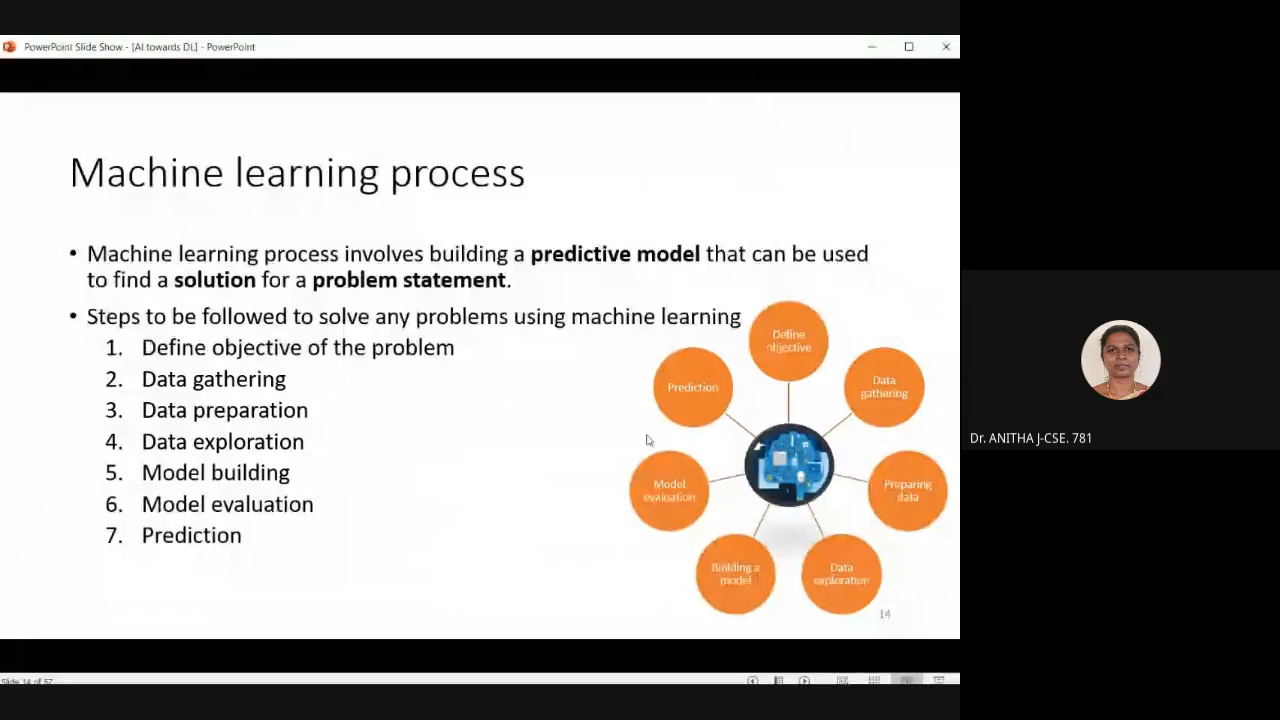 PowerPoint Slide Show - [AI towards DL] - PowerPoint
Machine learning process
• Machine learning process involves building a predictive model that can be used
to find a solution for a problem statement.
• Steps to be followed to solve any problems using machine learning
1. Define objective of the problem
2. Data gathering
3. Data preparation
4. Data exploration
5. Model building
6. Model evaluation
7. Prediction
Define
objective
Data
gathering
Preparing
data
Data
exploration
Building a
model
Model
evaluation
Prediction
14
Slide 14 of 57
Dr. ANITHA J-CSE. 781